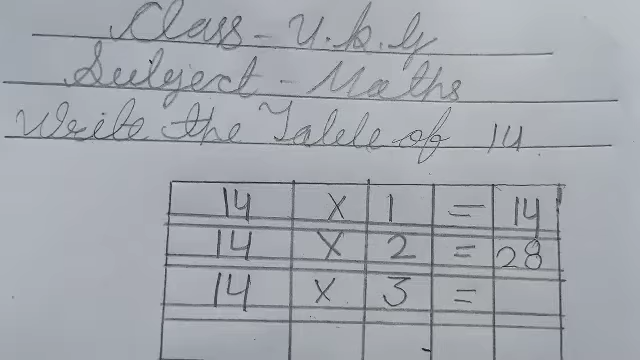 Class - U.K.G
Subject - Maths
Write the Table of 14
14 X 1 = 14
14 X 2 = 28
14 X 3 =